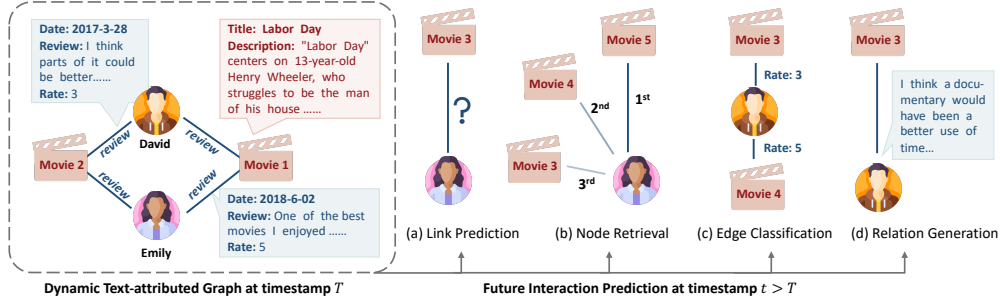 Date: 2017-3-28
Review: I think
parts of it could
be better......
Rate: 3
Title: Labor Day
Description: "Labor Day"
centers on 13-year-old
Henry Wheeler, who
struggles to be the man
of his house ......
David
review
review
Movie 2
Movie 1
review
review
Emily
Date: 2018-6-02
Review: One of the best
movies I enjoyed ......
Rate: 5
Dynamic Text-attributed Graph at timestamp T
Movie 3
?
(a) Link Prediction
Movie 5
Movie 4
2nd
1st
Movie 3
3rd
(b) Node Retrieval
Movie 3
Rate: 3
Rate: 5
Movie 4
(c) Edge Classification
Movie 3
I think a docu-
mentary would
have been a
better use of
time...
(d) Relation Generation
Future Interaction Prediction at timestamp t > T